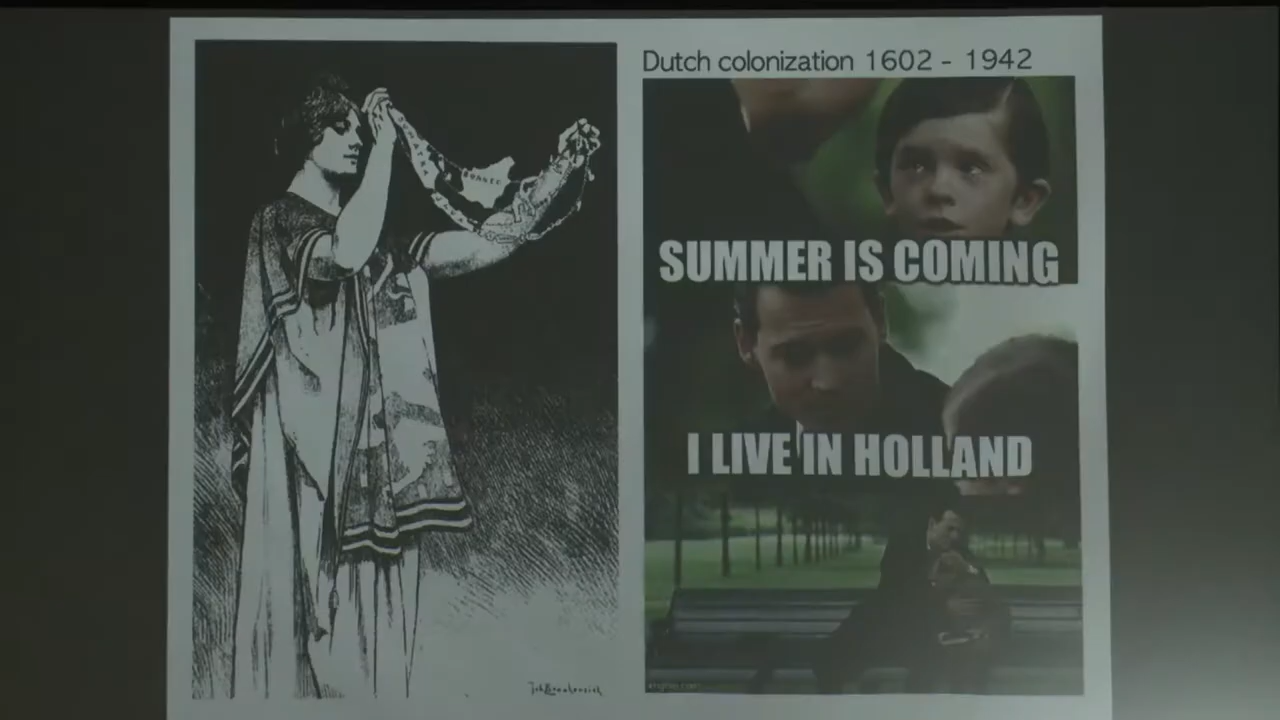 Dutch colonization 1602 - 1942
SUMMER IS COMING
I LIVE IN HOLLAND